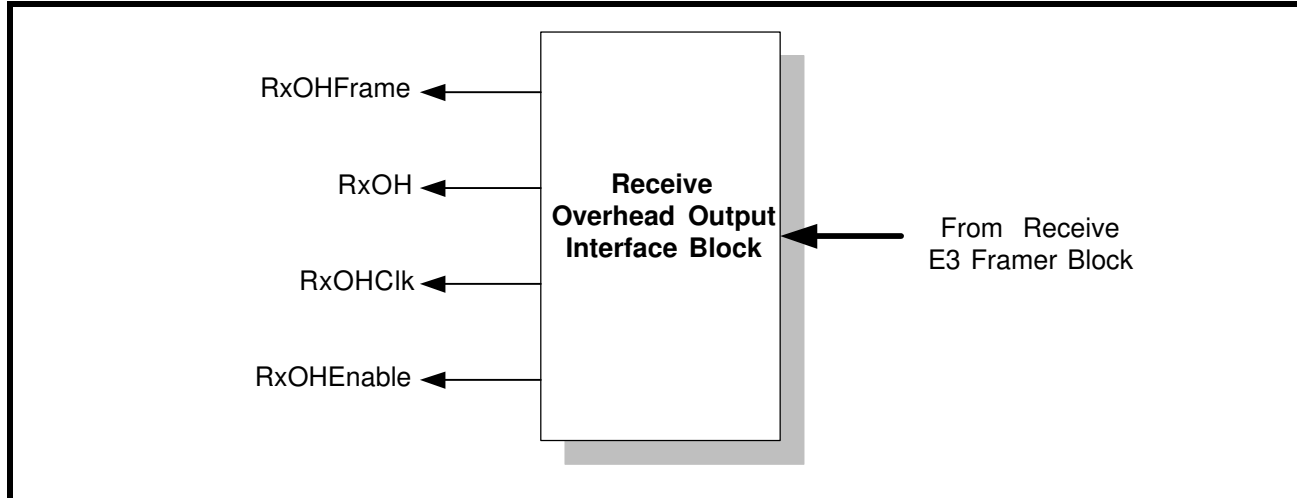 RxOHFrame
RxOH
RxOHClk
RxOHEnable
Receive
Overhead Output
Interface Block
From Receive
E3 Framer Block